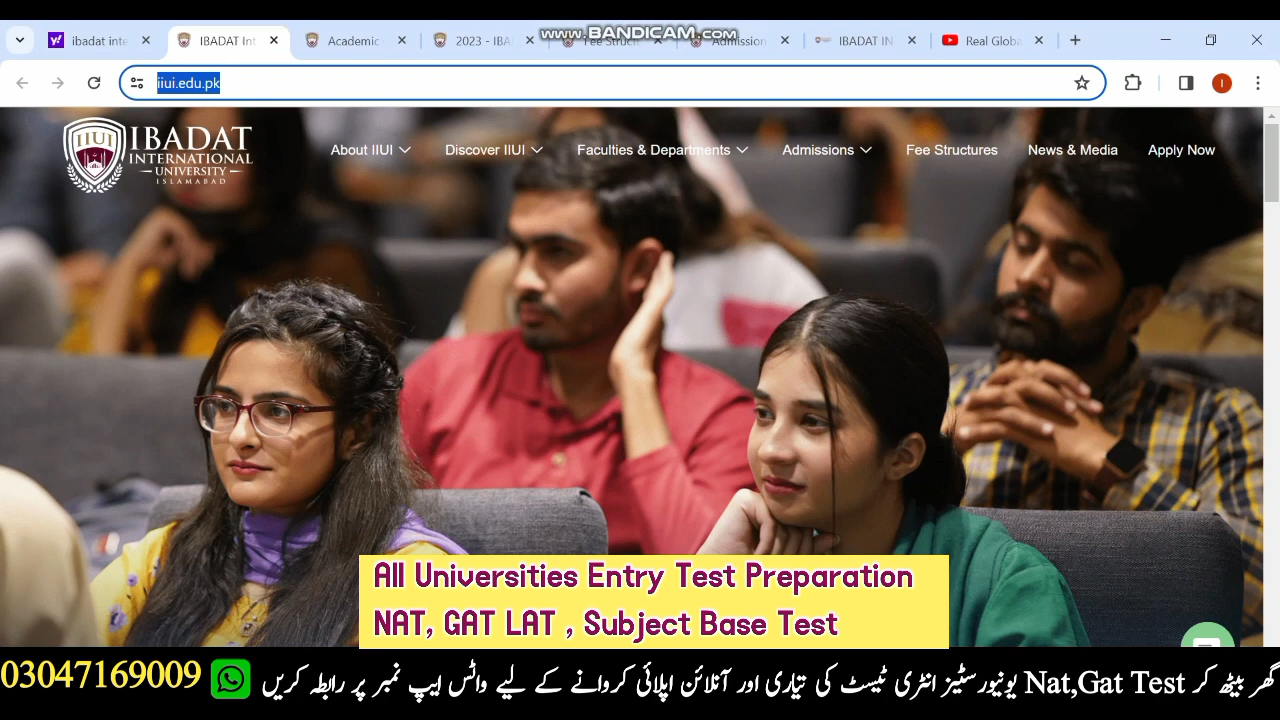 www.BANDICAM.com
ibadat inte
IBADAT Int
Academic
2023 - IBA
Fee Struct
Admission
IBADAT IN
Real Globa
iiui.edu.pk
IIUI
IBADAT
INTERNATIONAL
UNIVERSITY
ISLAMABAD
About IIUI
Discover IIUI
Faculties & Departments
Admissions
Fee Structures
News & Media
Apply Now
All Universities Entry Test Preparation
NAT, GAT LAT , Subject Base Test
گھر بیٹھ کر Nat,Gat Test یونیورسٹیز انٹری ٹیسٹ کی تیاری اور آنلائن اپلائی کروانے کے لیے واٹس ایپ نمبر پر رابطہ کریں
03047169009